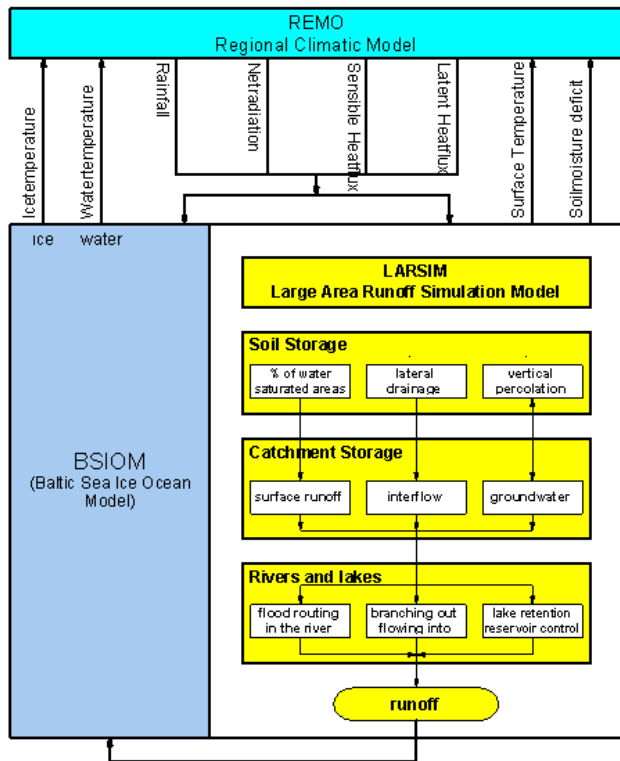 REMO
Regional Climatic Model
Icetemperature
Watertemperature
Rainfall
Netradiation
Sensible Heatflux
Latent Heatflux
Surface Temperature
Soilmoisture deficit
ice water
BSIOM
(Baltic Sea Ice Ocean
Model)
LARSIM
Large Area Runoff Simulation Model
Soil Storage
% of water
saturated areas
lateral
drainage
vertical
percolation
Catchment Storage
surface runoff
interflow
groundwater
Rivers and lakes
flood routing
in the river
branching out
flowing into
lake retention
reservoir control
runoff